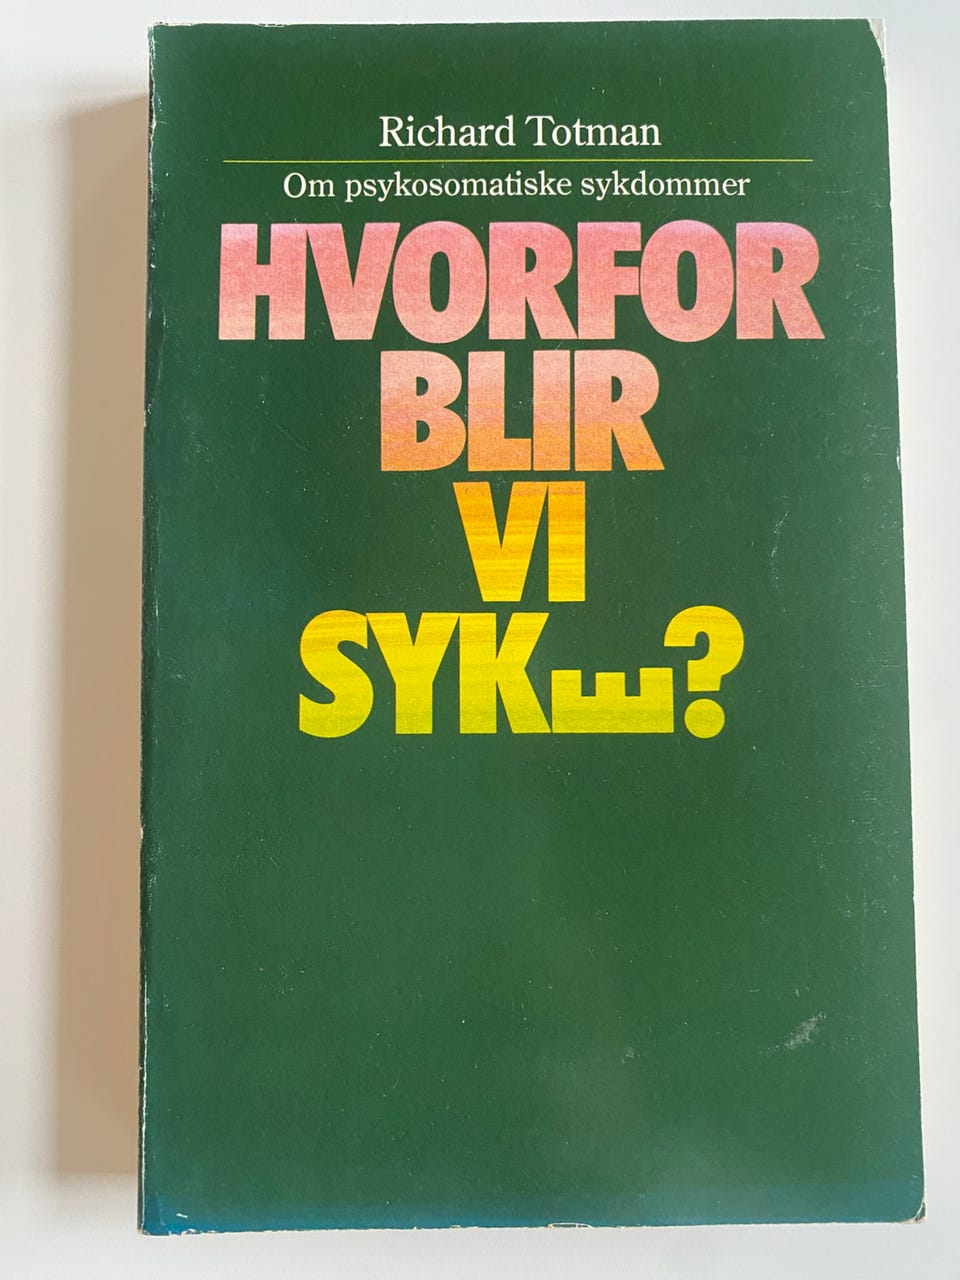 Richard Totman
Om psykosomatiske sykdommer
HVORFOR
BLIR
VI
SYKE?